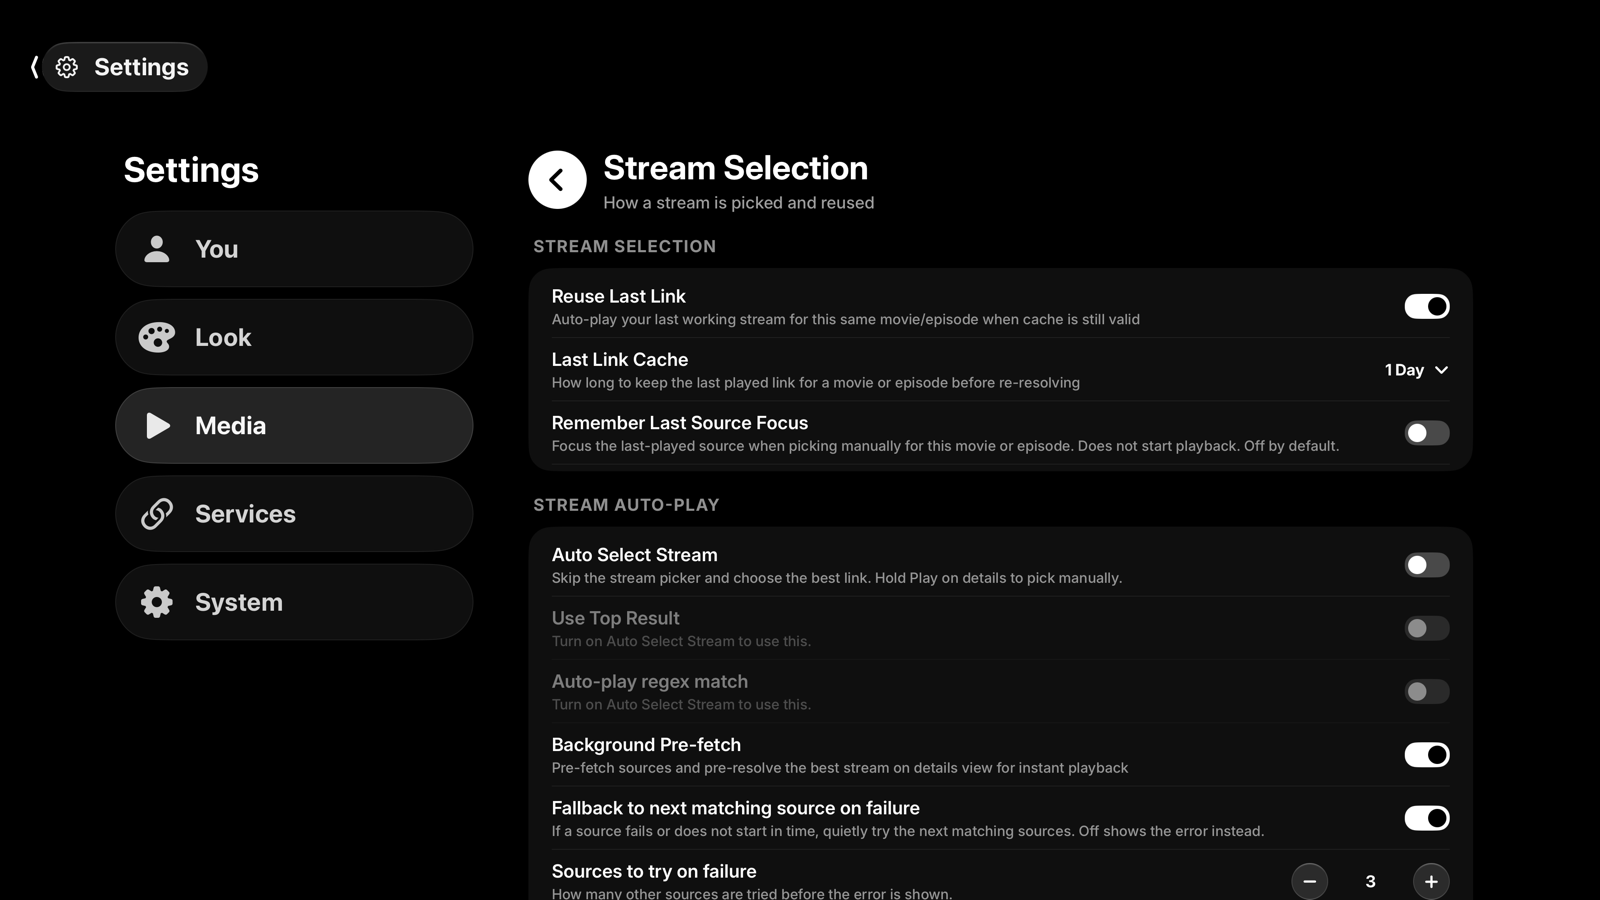 Settings
Settings
You
Look
Media
Services
System
Stream Selection
How a stream is picked and reused
STREAM SELECTION
Reuse Last Link
Auto-play your last working stream for this same movie/episode when cache is still valid
Last Link Cache
How long to keep the last played link for a movie or episode before re-resolving
1 Day
Remember Last Source Focus
Focus the last-played source when picking manually for this movie or episode. Does not start playback. Off by default.
STREAM AUTO-PLAY
Auto Select Stream
Skip the stream picker and choose the best link. Hold Play on details to pick manually.
Use Top Result
Turn on Auto Select Stream to use this.
Auto-play regex match
Turn on Auto Select Stream to use this.
Background Pre-fetch
Pre-fetch sources and pre-resolve the best stream on details view for instant playback
Fallback to next matching source on failure
If a source fails or does not start in time, quietly try the next matching sources. Off shows the error instead.
Sources to try on failure
How many other sources are tried before the error is shown.
3